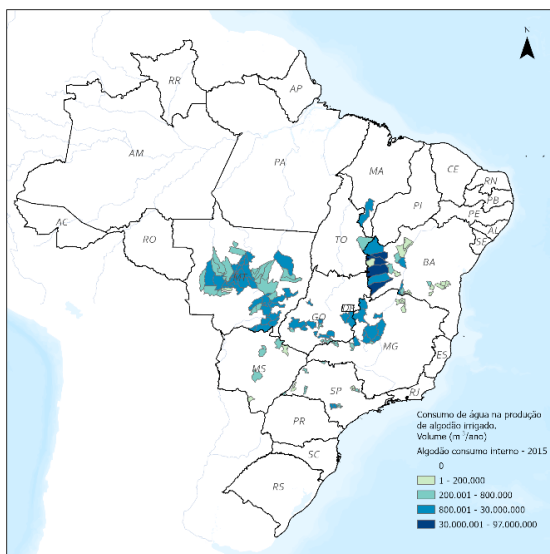 N
RR
AP
AM
PA
MA
CE
RN
PB
PE
AL
SE
PI
AC
RO
TO
BA
MT
GO
DF
MG
ES
MS
SP
RJ
PR
SC
RS
Consumo de água na produção
de algodão irrigado.
Volume (m³/ano)
Algodão consumo interno - 2015
0
1 - 200.000
200.001 - 800.000
800.001 - 30.000.000
30.000.001 - 97.000.000